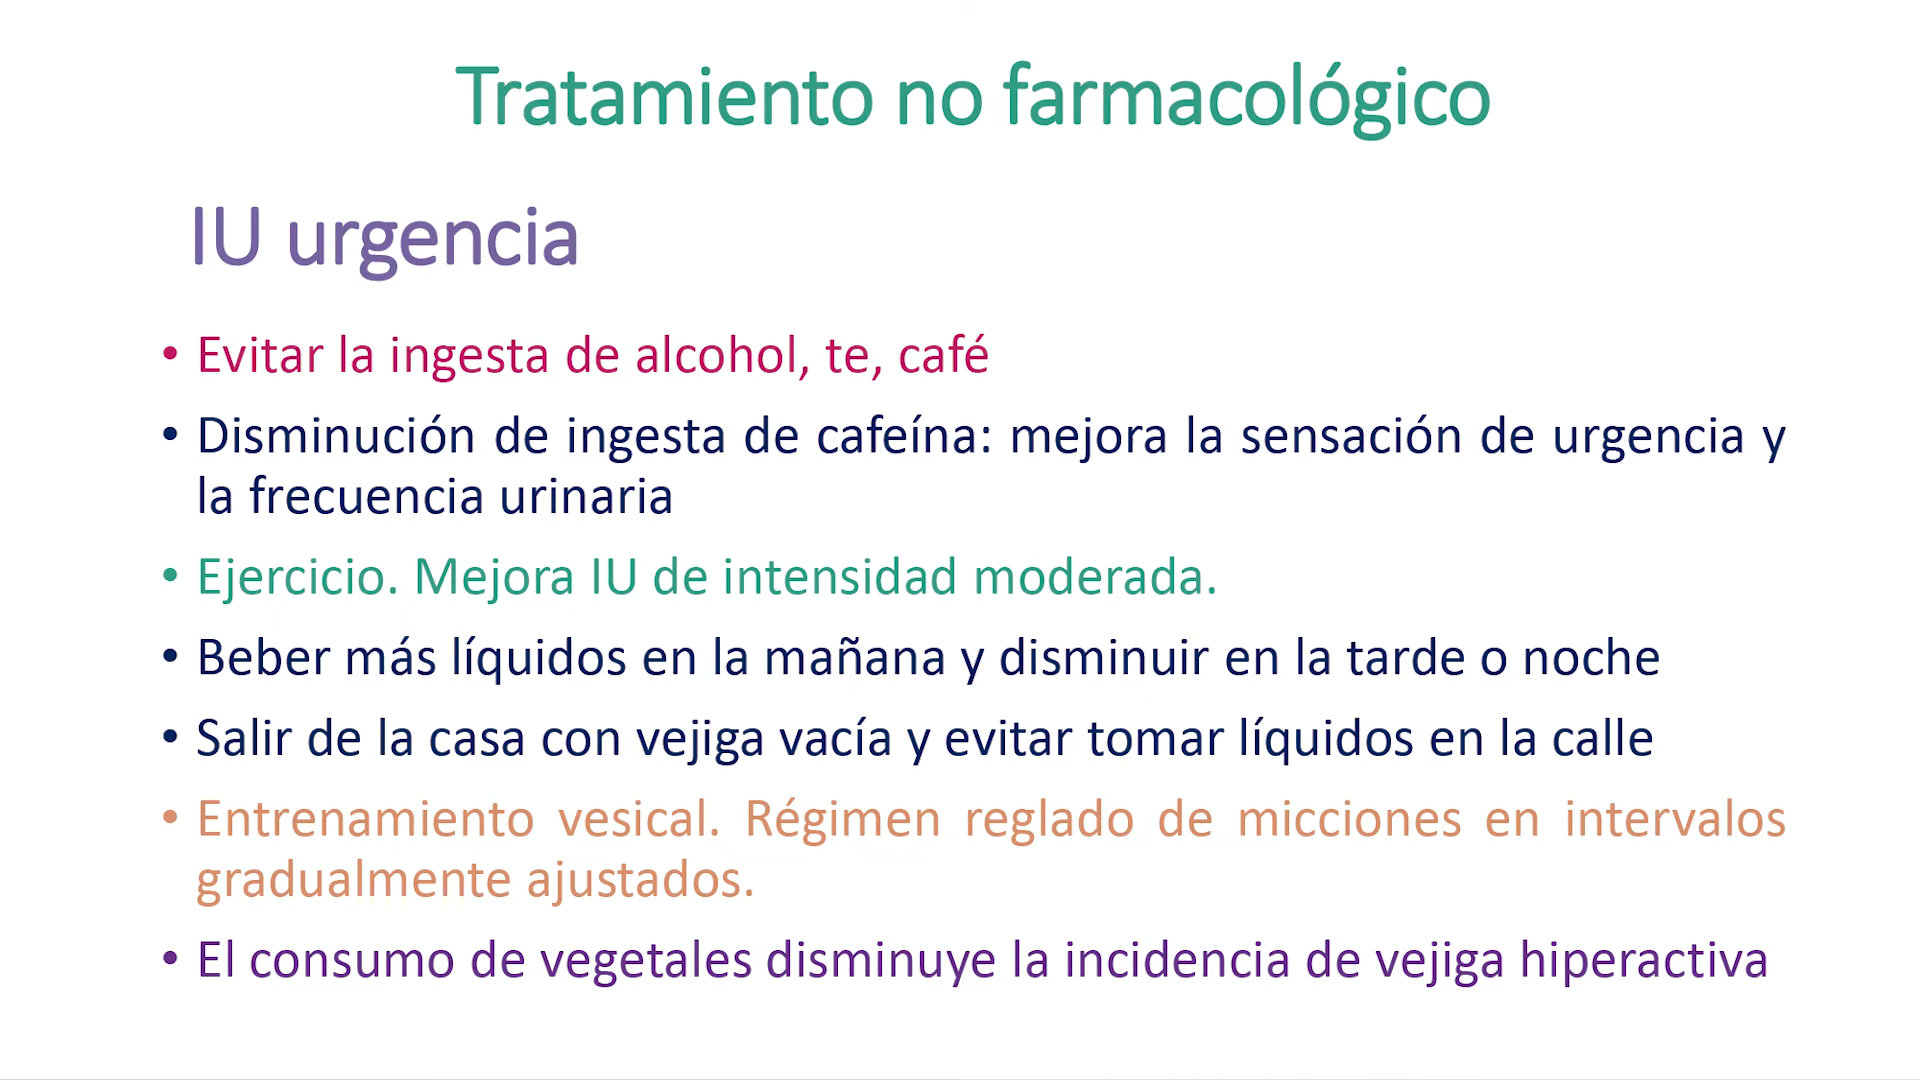 Tratamiento no farmacológico
IU urgencia
• Evitar la ingesta de alcohol, te, café
• Disminución de ingesta de cafeína: mejora la sensación de urgencia y
la frecuencia urinaria
• Ejercicio. Mejora IU de intensidad moderada.
• Beber más líquidos en la mañana y disminuir en la tarde o noche
• Salir de la casa con vejiga vacía y evitar tomar líquidos en la calle
• Entrenamiento vesical. Régimen reglado de micciones en intervalos
gradualmente ajustados.
• El consumo de vegetales disminuye la incidencia de vejiga hiperactiva